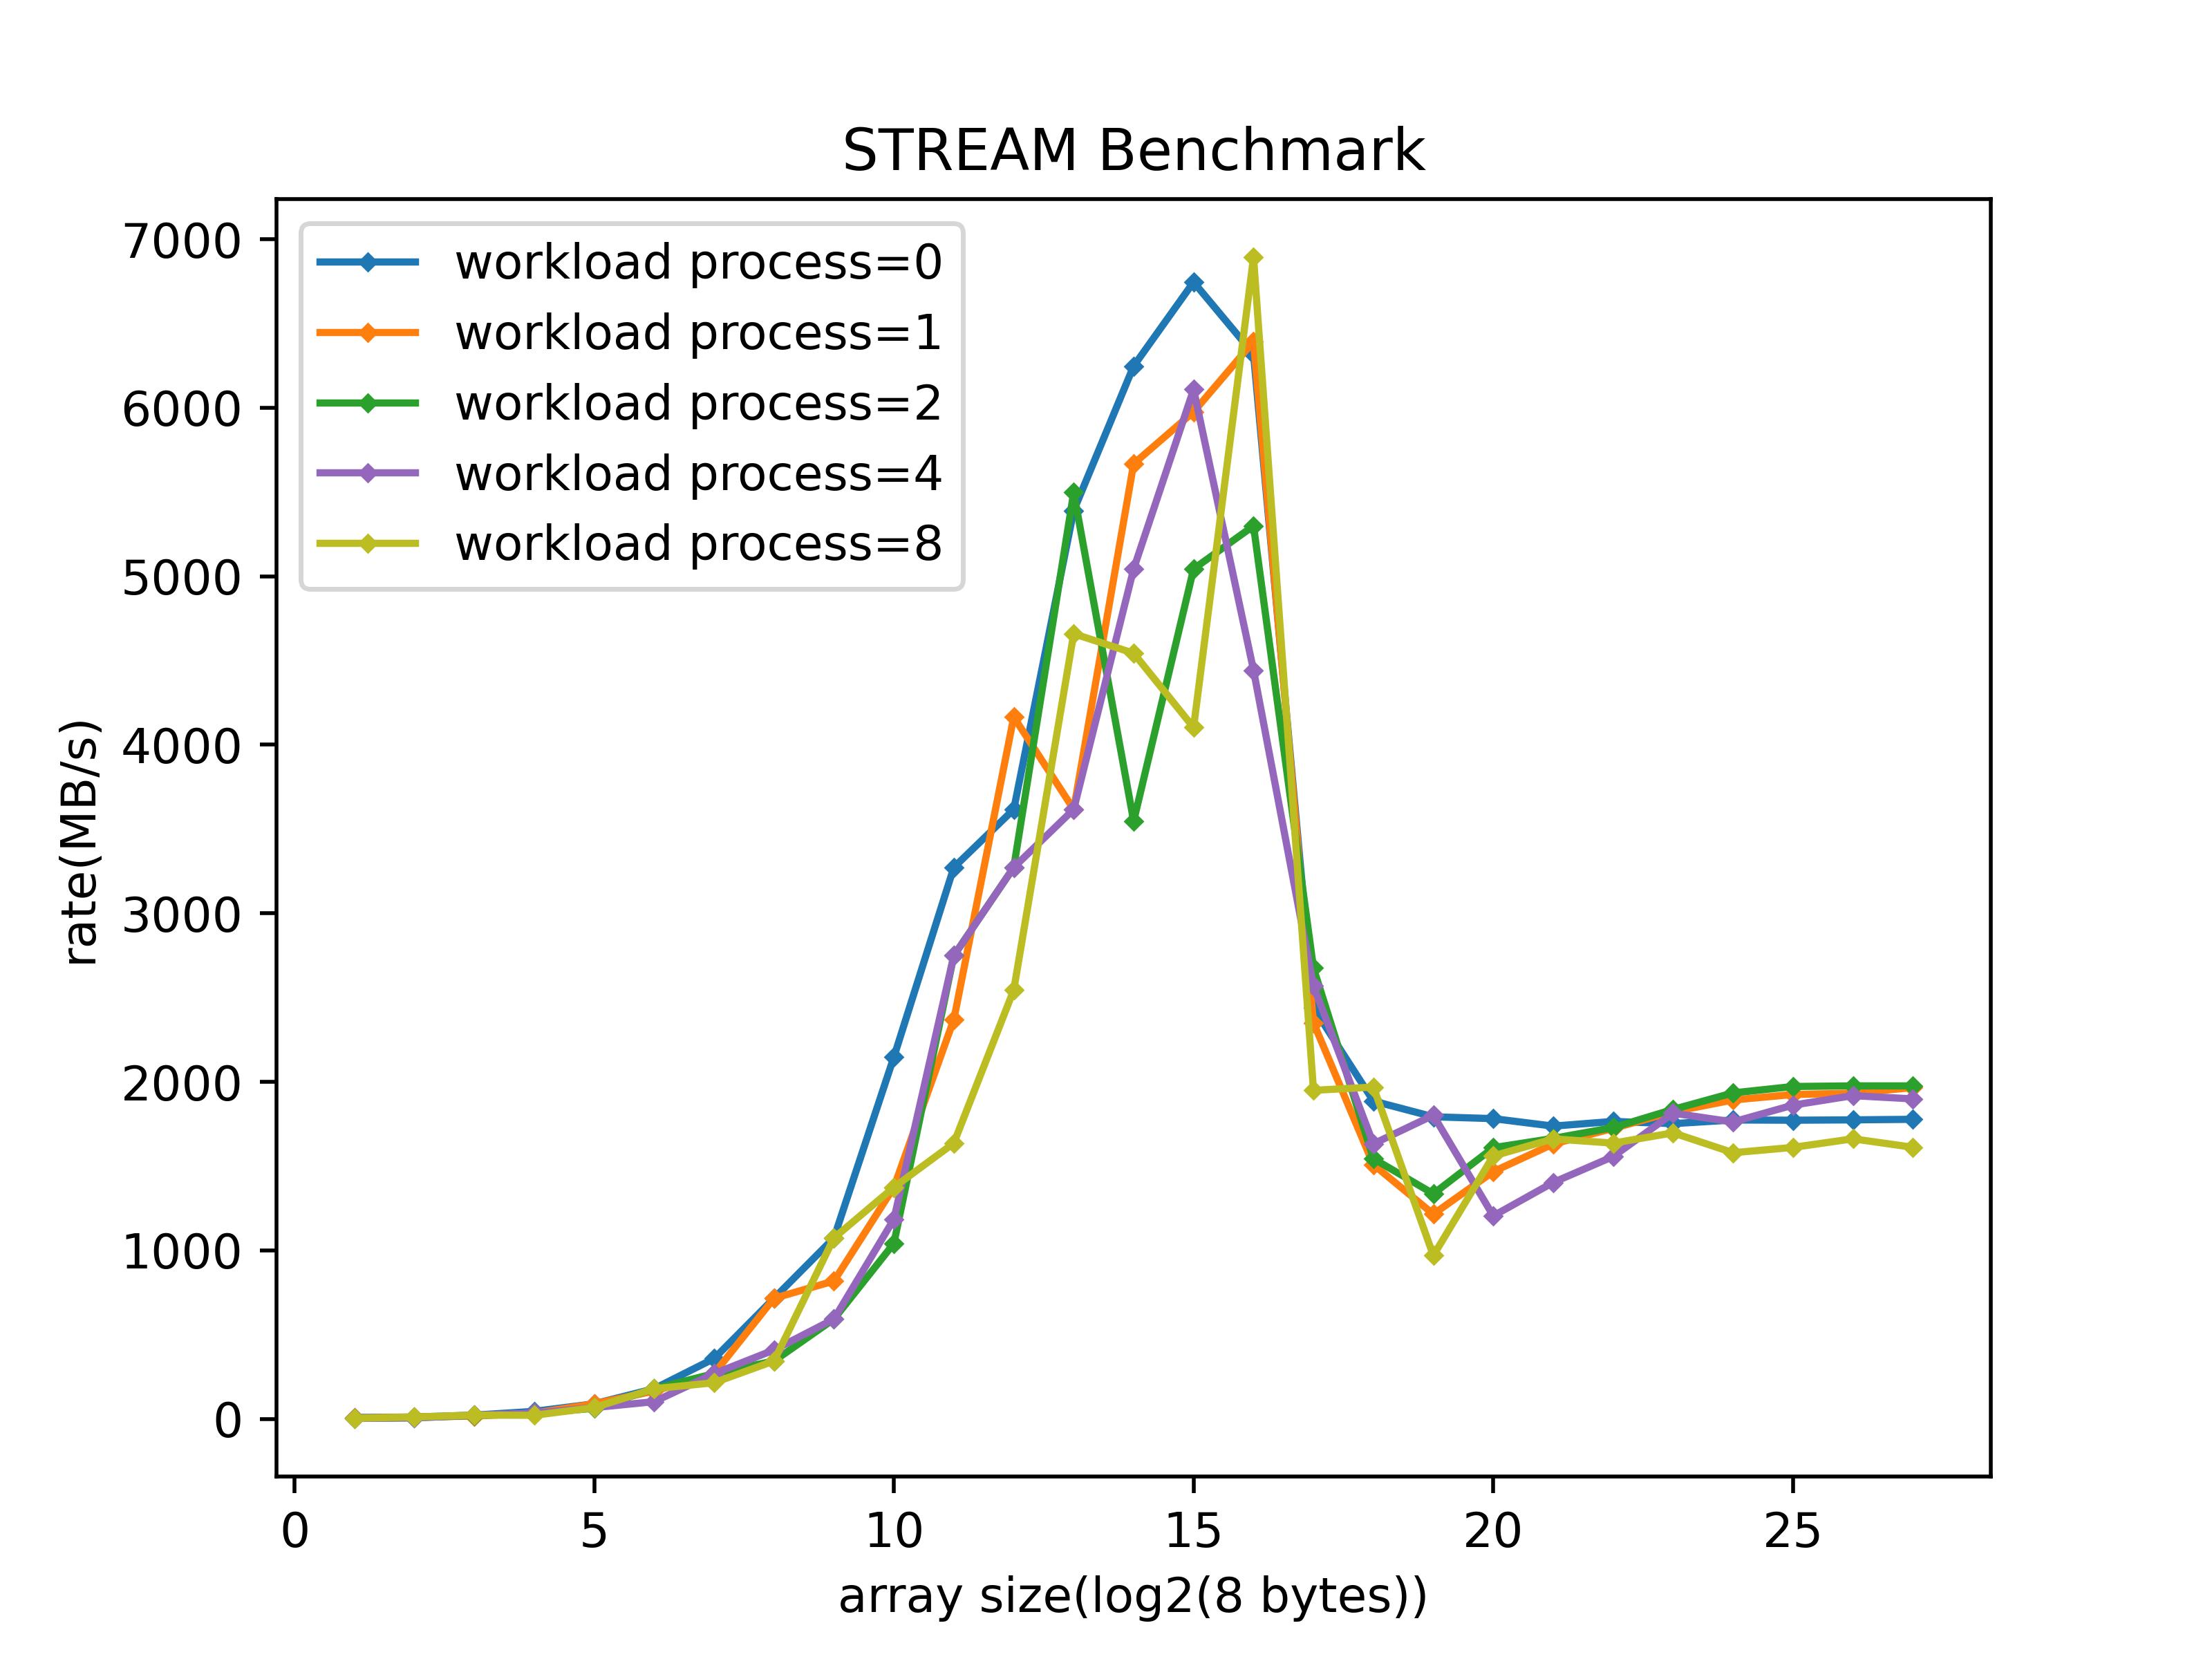 STREAM Benchmark
7000
6000
5000
4000
3000
2000
1000
0
rate(MB/s)
workload process=0
workload process=1
workload process=2
workload process=4
workload process=8
0 5 10 15 20 25
array size(log2(8 bytes))